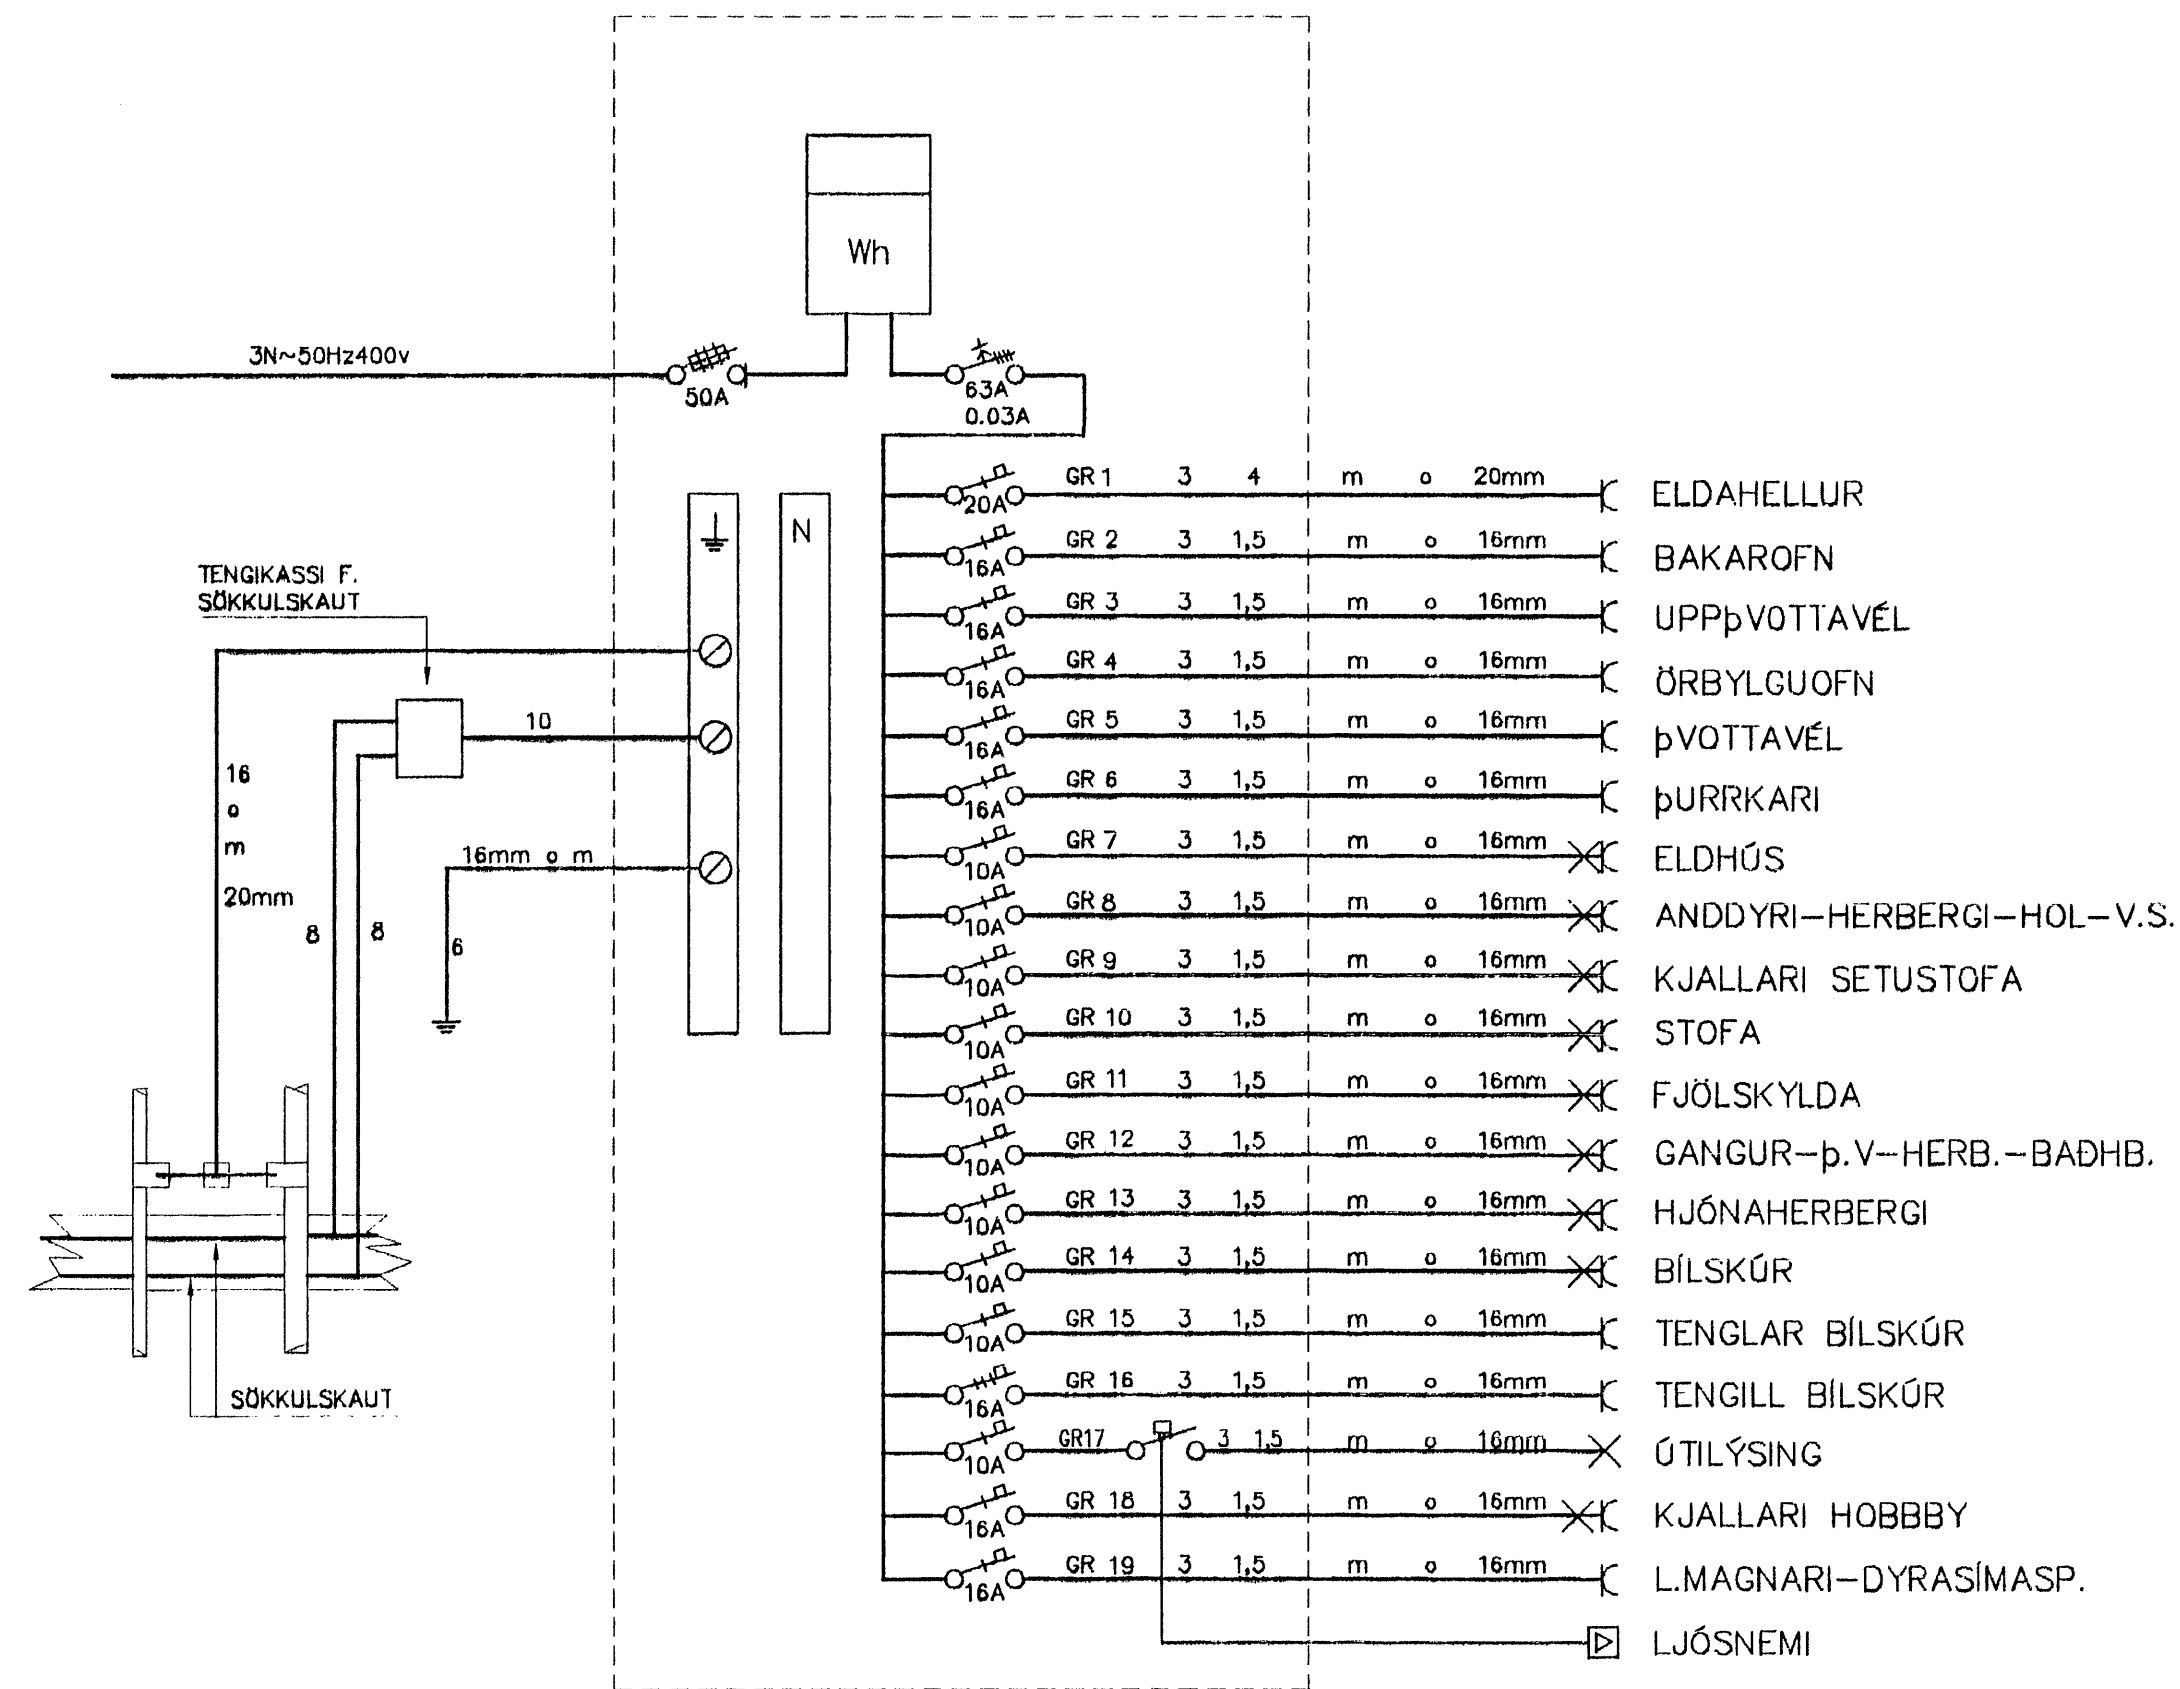 Wh
3N~50Hz400v
50A
63A
0.03A
N
TENGIKASSI F.
SÖKKULSKAUT
10
16
o
m
20mm
8
8
16mm o m
6
SÖKKULSKAUT
20A GR 1 3 4 m o 20mm ELDAHELLUR
16A GR 2 3 1,5 m o 16mm BAKAROFN
16A GR 3 3 1,5 m o 16mm UPPþVOTTAVÉL
16A GR 4 3 1,5 m o 16mm ÖRBYLGUOFN
16A GR 5 3 1,5 m o 16mm þVOTTAVÉL
16A GR 6 3 1,5 m o 16mm þURRKARI
10A GR 7 3 1,5 m o 16mm ELDHÚS
10A GR 8 3 1,5 m o 16mm ANDDYRI-HERBERGI-HOL-V.S.
10A GR 9 3 1,5 m o 16mm KJALLARI SETUSTOFA
10A GR 10 3 1,5 m o 16mm STOFA
10A GR 11 3 1,5 m o 16mm FJÖLSKYLDA
10A GR 12 3 1,5 m o 16mm GANGUR-þ.V-HERB.-BAÐHB.
10A GR 13 3 1,5 m o 16mm HJÓNAHERBERGI
10A GR 14 3 1,5 m o 16mm BÍLSKÚR
10A GR 15 3 1,5 m o 16mm TENGLAR BÍLSKÚR
16A GR 16 3 1,5 m o 16mm TENGILL BÍLSKÚR
10A GR17 3 1,5 m o 16mm ÚTILÝSING
16A GR 18 3 1,5 m o 16mm KJALLARI HOBBBY
16A GR 19 3 1,5 m o 16mm L.MAGNARI-DYRASÍMASP.
LJÓSNEMI